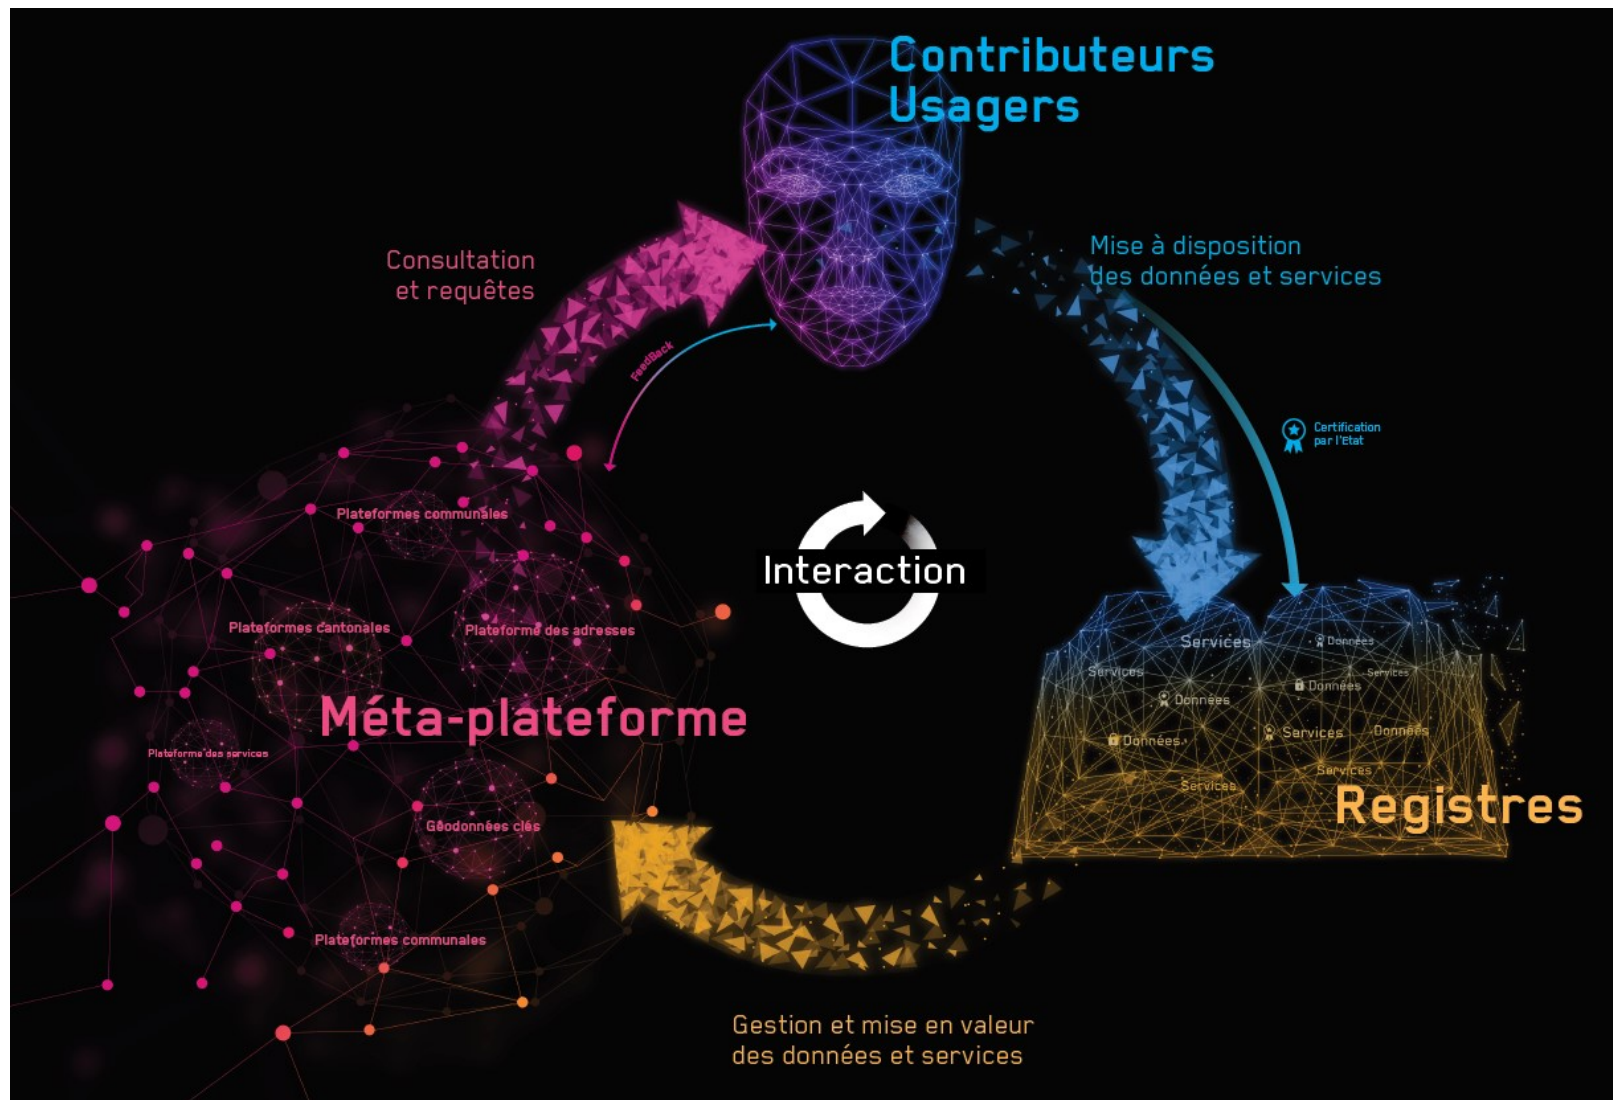 Contributeurs
Usagers
Consultation
et requêtes
Mise à disposition
des données et services
FeedBack
Certification
par l'Etat
Plateformes communales
Interaction
Plateformes cantonales
Plateforme des adresses
Services
Données
Services
Services
Données
Données
Méta-plateforme
Services
Données
Données
Plateforme des services
Services
Services
Registres
Géodonnées clés
Plateformes communales
Gestion et mise en valeur
des données et services